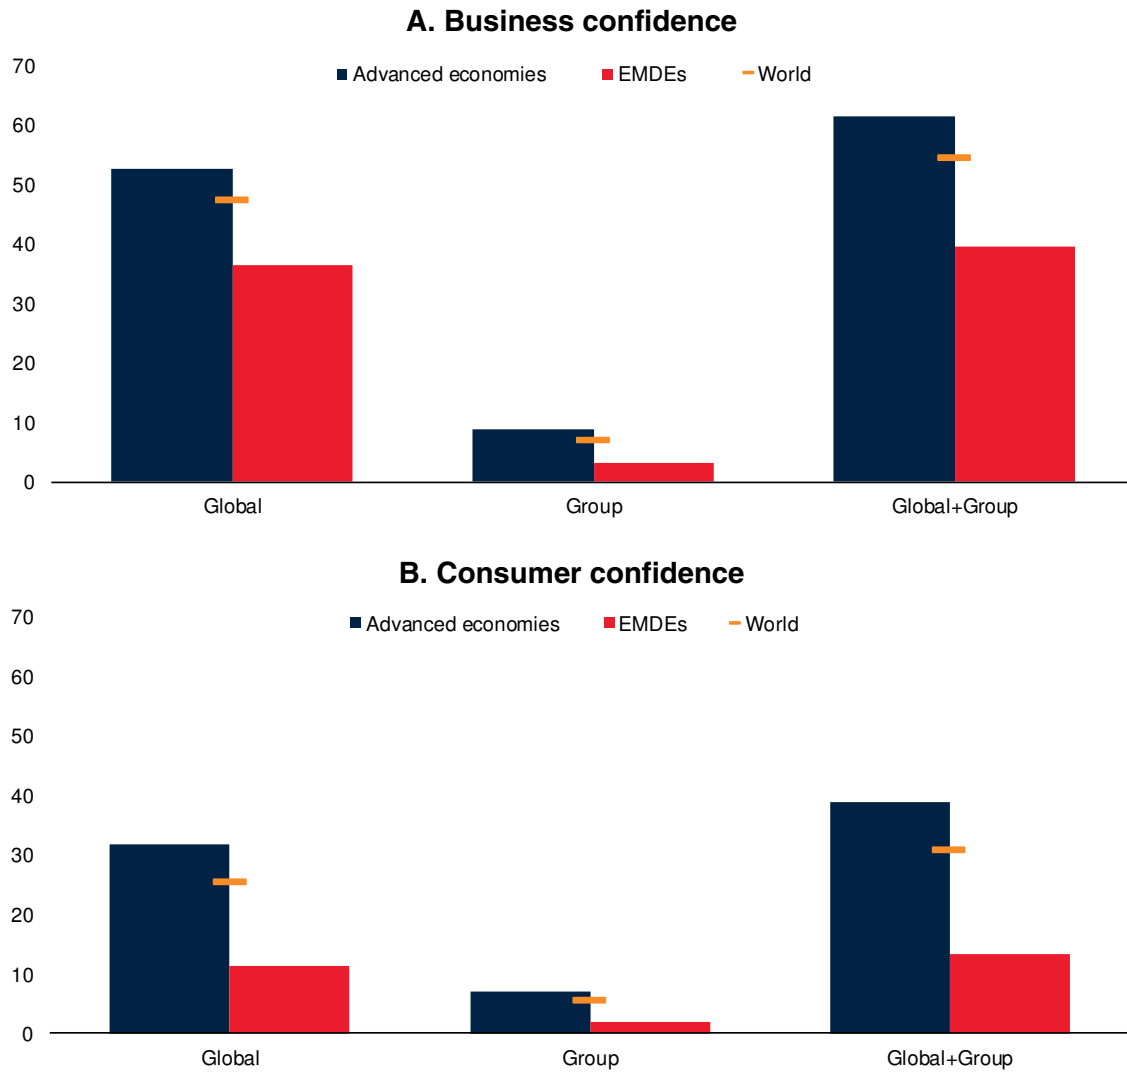 A. Business confidence
70
Advanced economies EMDEs World
60
50
40
30
20
10
0
Global Group Global+Group
B. Consumer confidence
70
Advanced economies EMDEs World
60
50
40
30
20
10
0
Global Group Global+Group